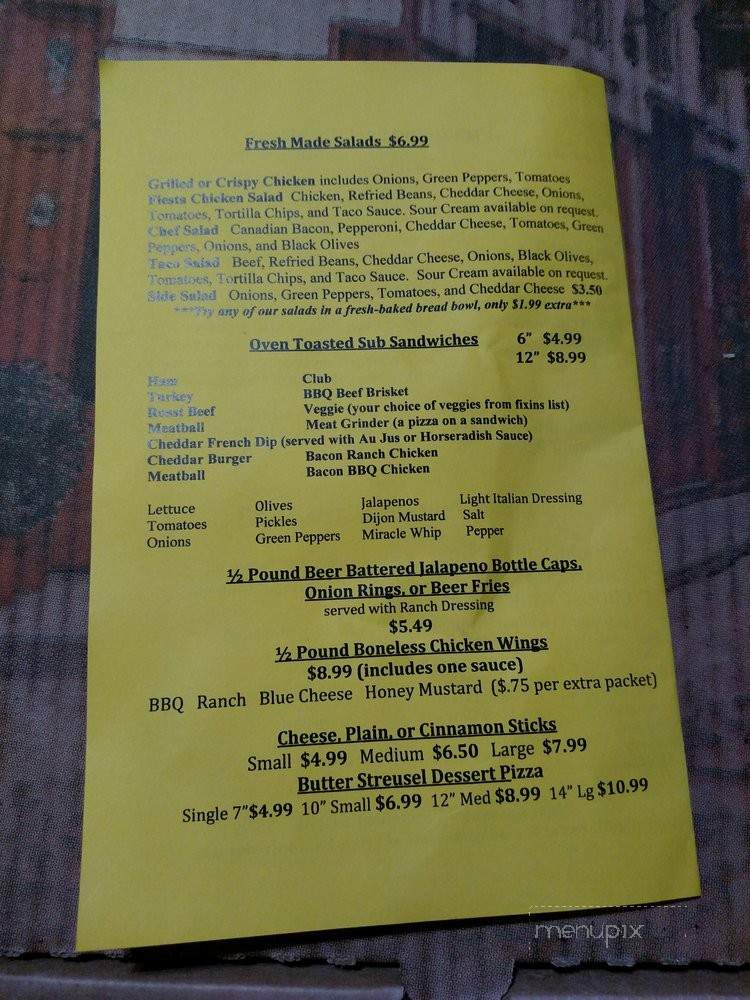 Fresh Made Salads $6.99
Grilled or Crispy Chicken includes Onions, Green Peppers, Tomatoes
Fiesta Chicken Salad Chicken, Refried Beans, Cheddar Cheese, Onions,
Tomatoes, Tortilla Chips, and Taco Sauce. Sour Cream available on request.
Chef Salad Canadian Bacon, Pepperoni, Cheddar Cheese, Tomatoes, Green
Peppers, Onions, and Black Olives
Taco Salad Beef, Refried Beans, Cheddar Cheese, Onions, Black Olives,
Tomatoes, Tortilla Chips, and Taco Sauce. Sour Cream available on request.
Side Salad Onions, Green Peppers, Tomatoes, and Cheddar Cheese $3.50
***Try any of our salads in a fresh-baked bread bowl, only $1.99 extra***
Oven Toasted Sub Sandwiches 6" $4.99
12" $8.99
Ham Club
Turkey BBQ Beef Brisket
Roast Beef Veggie (your choice of veggies from fixins list)
Meatball Meat Grinder (a pizza on a sandwich)
Cheddar French Dip (served with Au Jus or Horseradish Sauce)
Cheddar Burger Bacon Ranch Chicken
Meatball Bacon BBQ Chicken
Lettuce Olives Jalapenos Light Italian Dressing
Tomatoes Pickles Dijon Mustard Salt
Onions Green Peppers Miracle Whip Pepper
½ Pound Beer Battered Jalapeno Bottle Caps,
Onion Rings, or Beer Fries
served with Ranch Dressing
$5.49
½ Pound Boneless Chicken Wings
$8.99 (includes one sauce)
BBQ Ranch Blue Cheese Honey Mustard ($.75 per extra packet)
Cheese, Plain, or Cinnamon Sticks
Small $4.99 Medium $6.50 Large $7.99
Butter Streusel Dessert Pizza
Single 7" $4.99 10" Small $6.99 12" Med $8.99 14" Lg $10.99
menupix